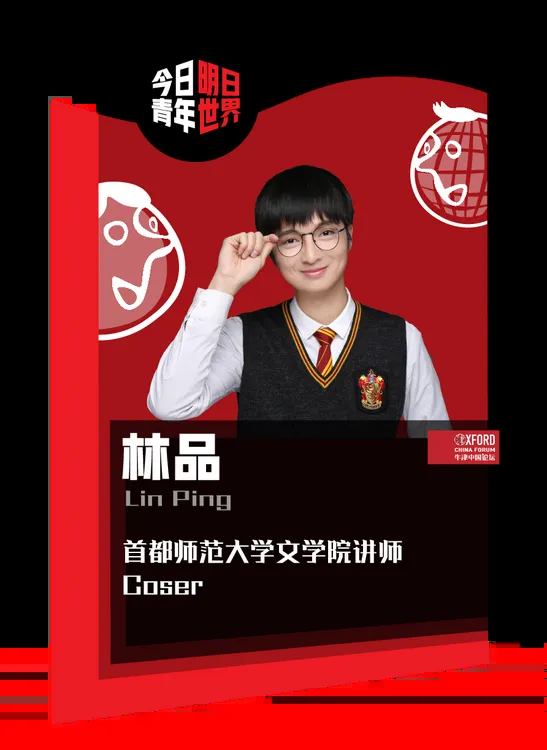 今日明日
青年世界
OXFORD
CHINA FORUM
牛津中国论坛
林品
Lin Ping
首都师范大学文学院讲师
Coser